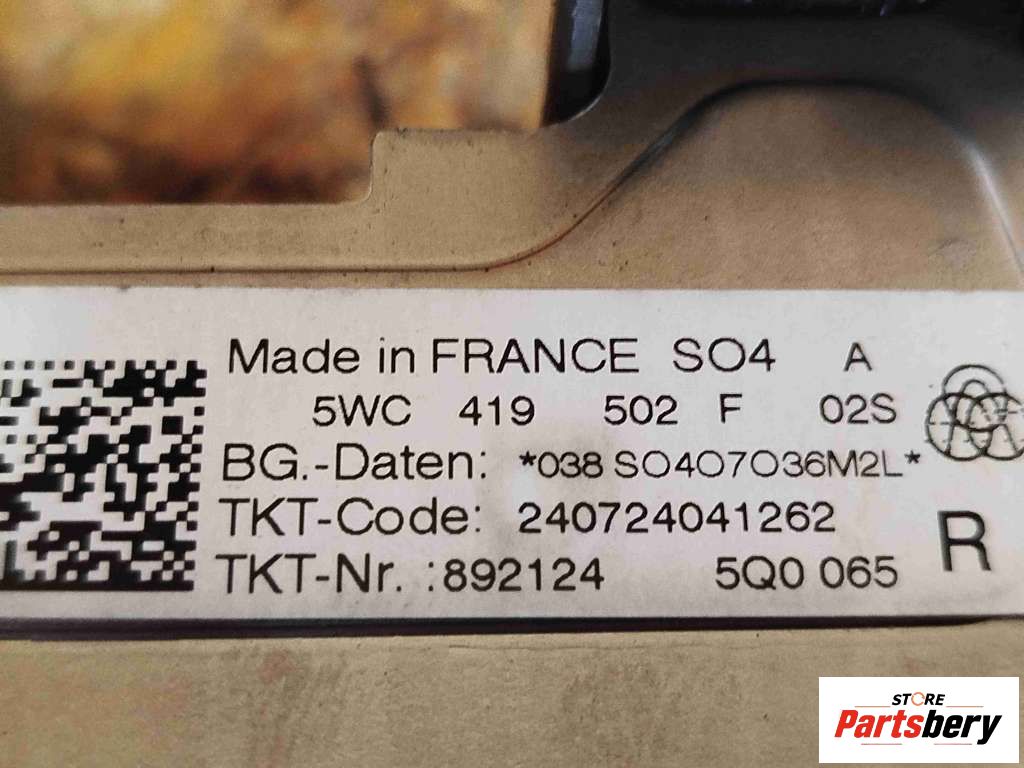 Made in FRANCE SO4 A
5WC 419 502 F 02S
BG.-Daten: *038 SO4O7O36M2L*
TKT-Code: 240724041262
TKT-Nr. :892124 5Q0 065
R
STORE
Partsbery